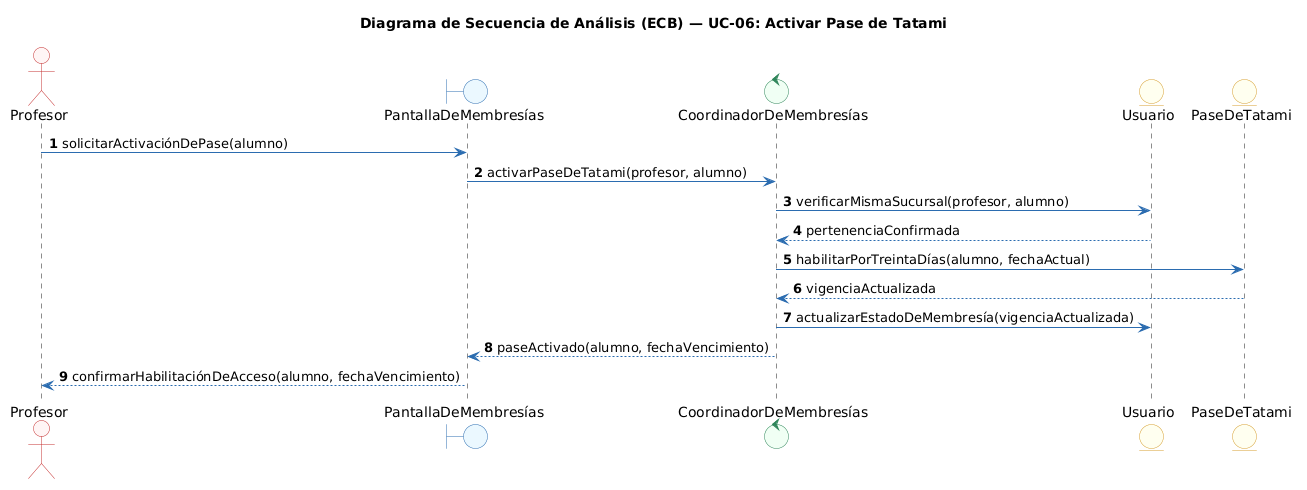 Diagrama de Secuencia de Análisis (ECB) — UC-06: Activar Pase de Tatami
Profesor
PantallaDeMembresías
CoordinadorDeMembresías
Usuario
PaseDeTatami
1 solicitarActivaciónDePase(alumno)
2 activarPaseDeTatami(profesor, alumno)
3 verificarMismaSucursal(profesor, alumno)
4 pertenenciaConfirmada
5 habilitarPorTreintaDías(alumno, fechaActual)
6 vigenciaActualizada
7 actualizarEstadoDeMembresía(vigenciaActualizada)
8 paseActivado(alumno, fechaVencimiento)
9 confirmarHabilitaciónDeAcceso(alumno, fechaVencimiento)
Profesor
PantallaDeMembresías
CoordinadorDeMembresías
Usuario
PaseDeTatami